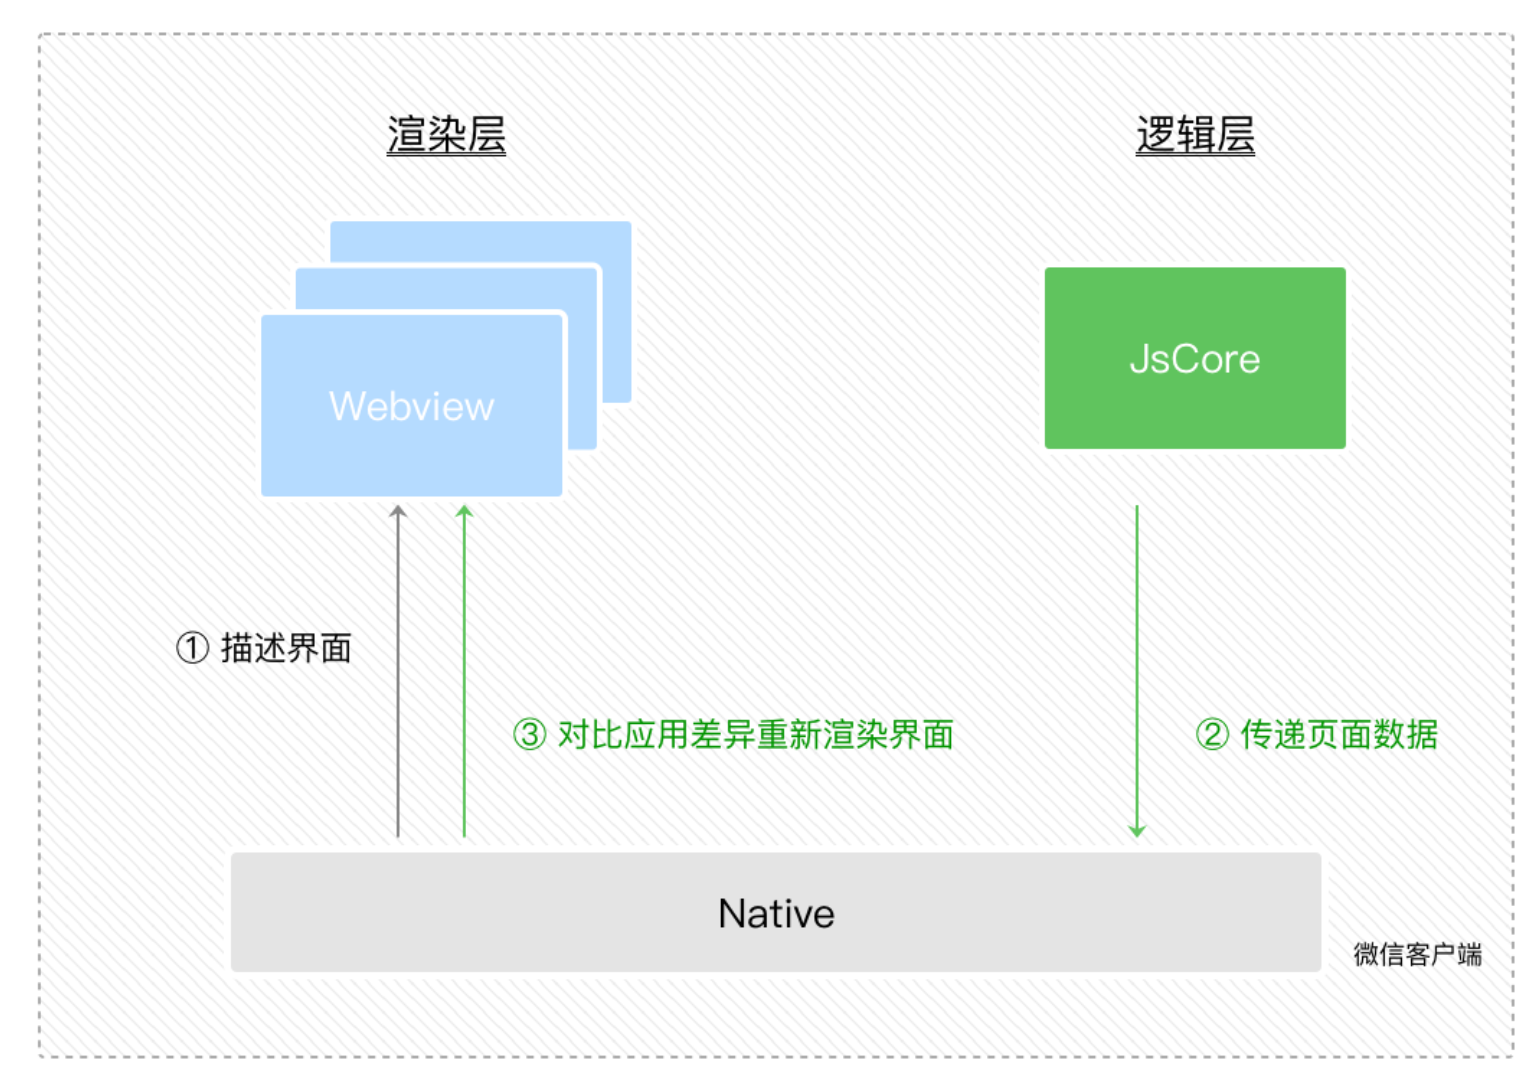 渲染层
逻辑层
Webview
JsCore
① 描述界面
③ 对比应用差异重新渲染界面
② 传递页面数据
Native
微信客户端